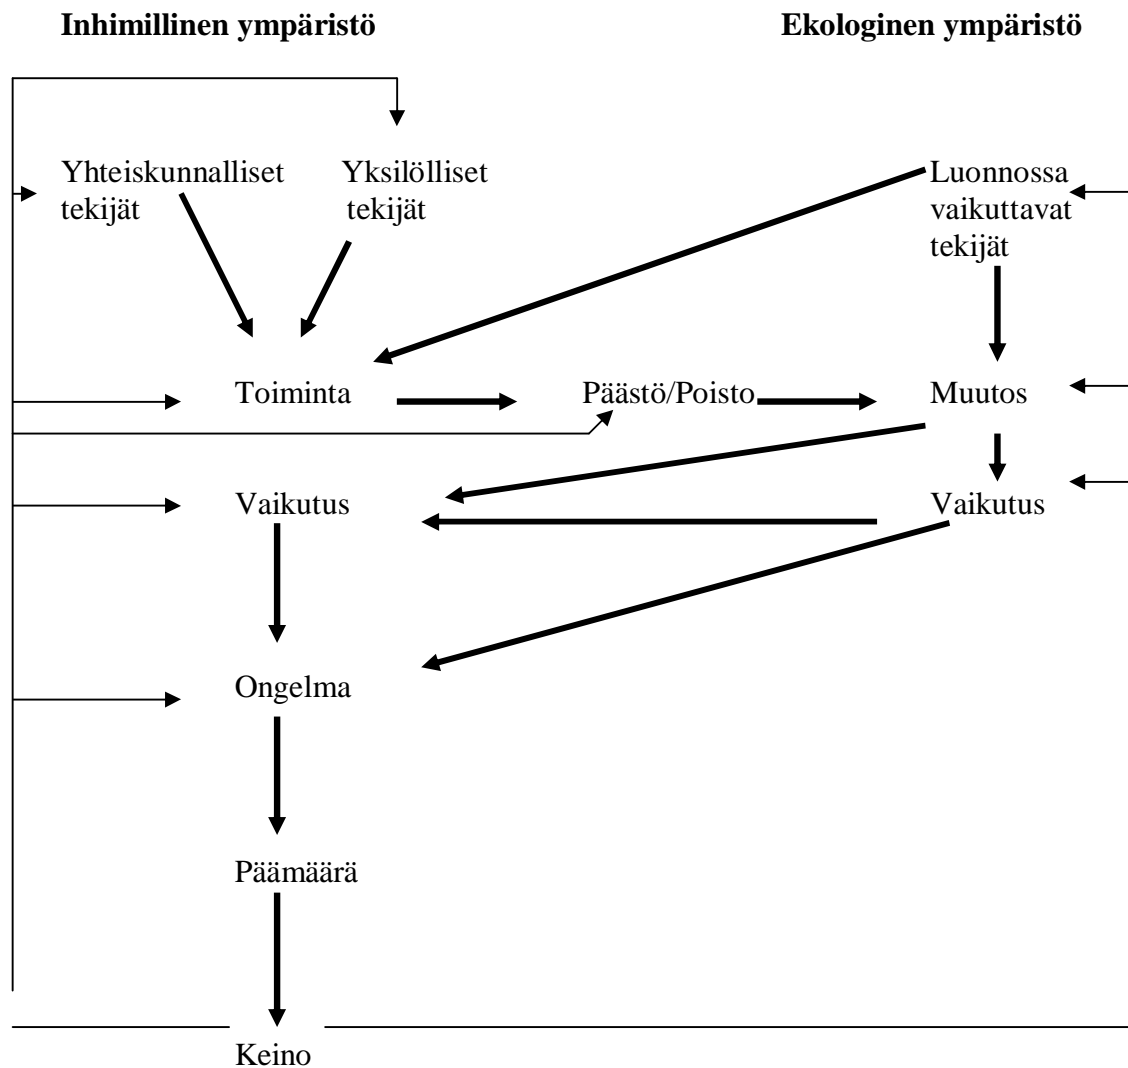 Inhimillinen ympäristö
Ekologinen ympäristö
Yhteiskunnalliset
tekijät
Yksilölliset
tekijät
Luonnossa
vaikuttavat
tekijät
Toiminta
Päästö/Poisto
Muutos
Vaikutus
Vaikutus
Ongelma
Päämäärä
Keino